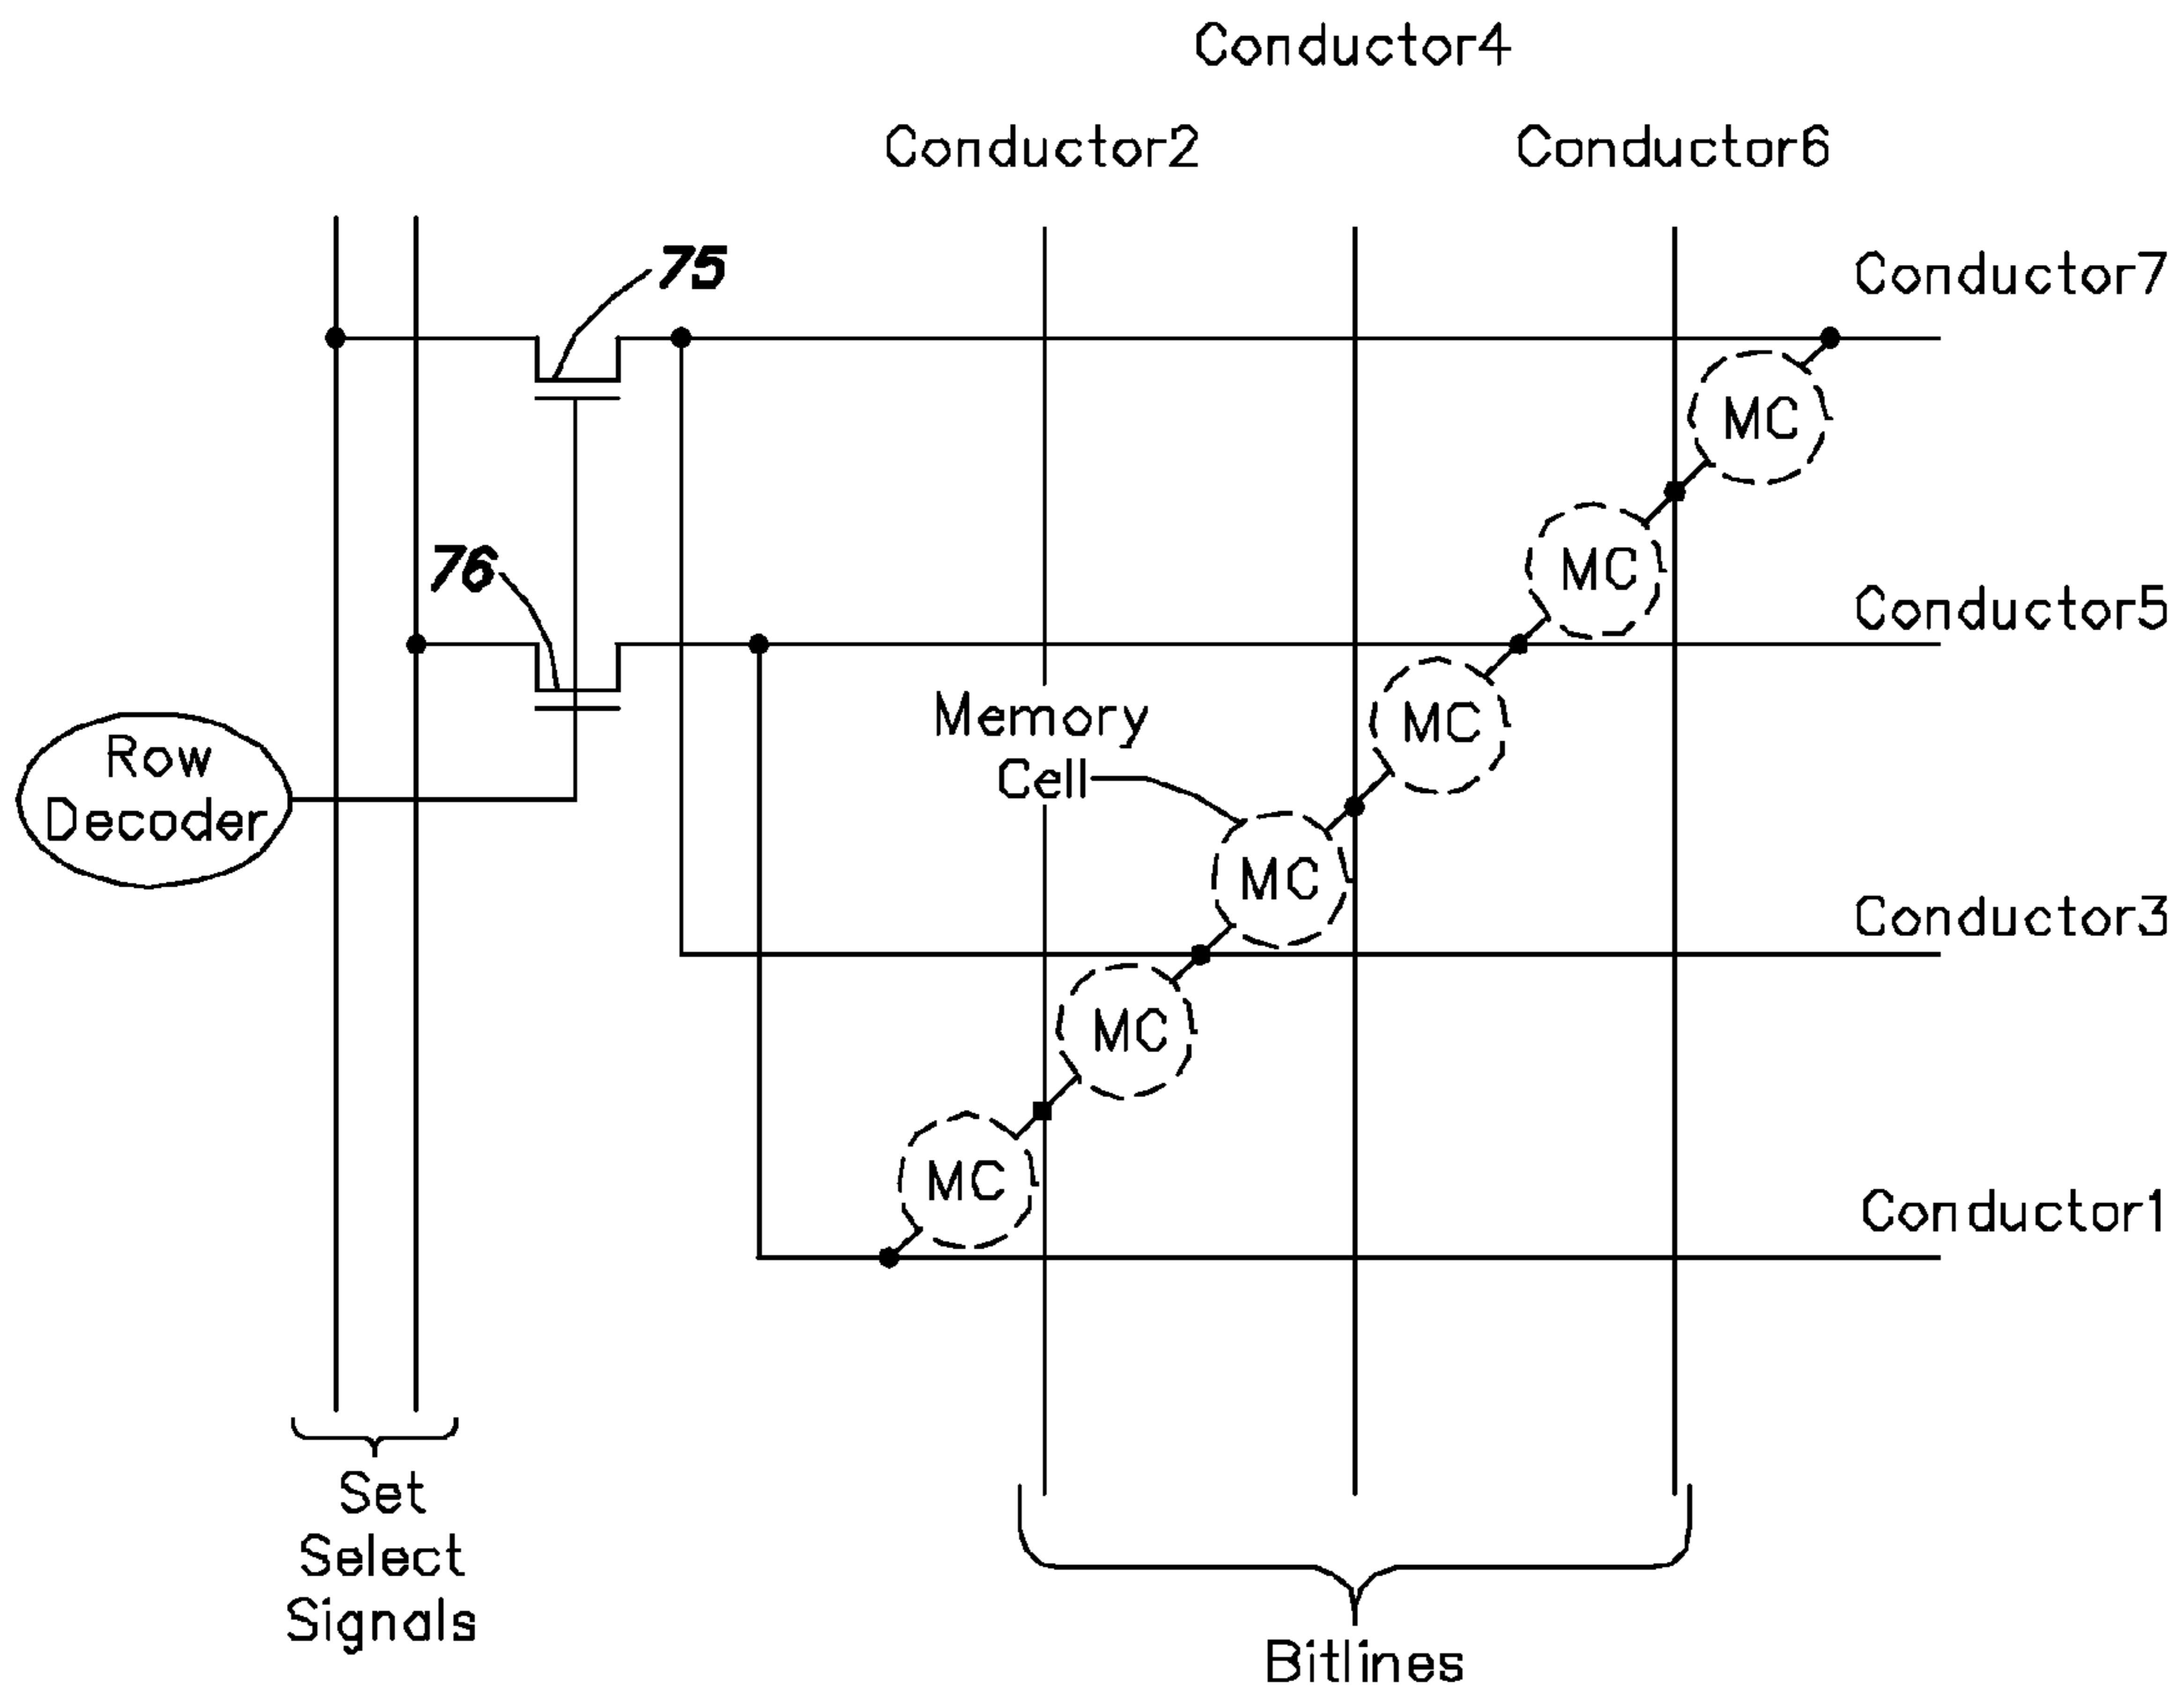 Conductor4
Conductor2
Conductor6
75
Conductor7
76
Conductor5
Memory
Cell
Row
Decoder
MC
MC
MC
MC
Conductor3
MC
MC
Conductor1
Set
Select
Signals
Bitlines